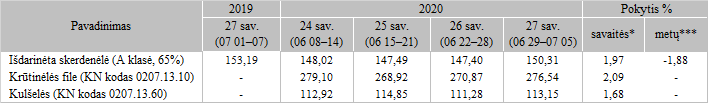 Pavadinimas 2019 2020 Pokytis %
27 sav. (07 01–07) 24 sav. (06 08–14) 25 sav. (06 15–21) 26 sav. (06 22–28) 27 sav. (06 29–07 05) savaitės* metų***
Išdarinėta skerdenėlė (A klasė, 65%) 153,19 148,02 147,49 147,40 150,31 1,97 -1,88
Krūtinėlės file (KN kodas 0207.13.10) - 279,10 268,92 270,87 276,54 2,09 -
Kulšelės (KN kodas 0207.13.60) - 112,92 114,85 111,28 113,15 1,68 -